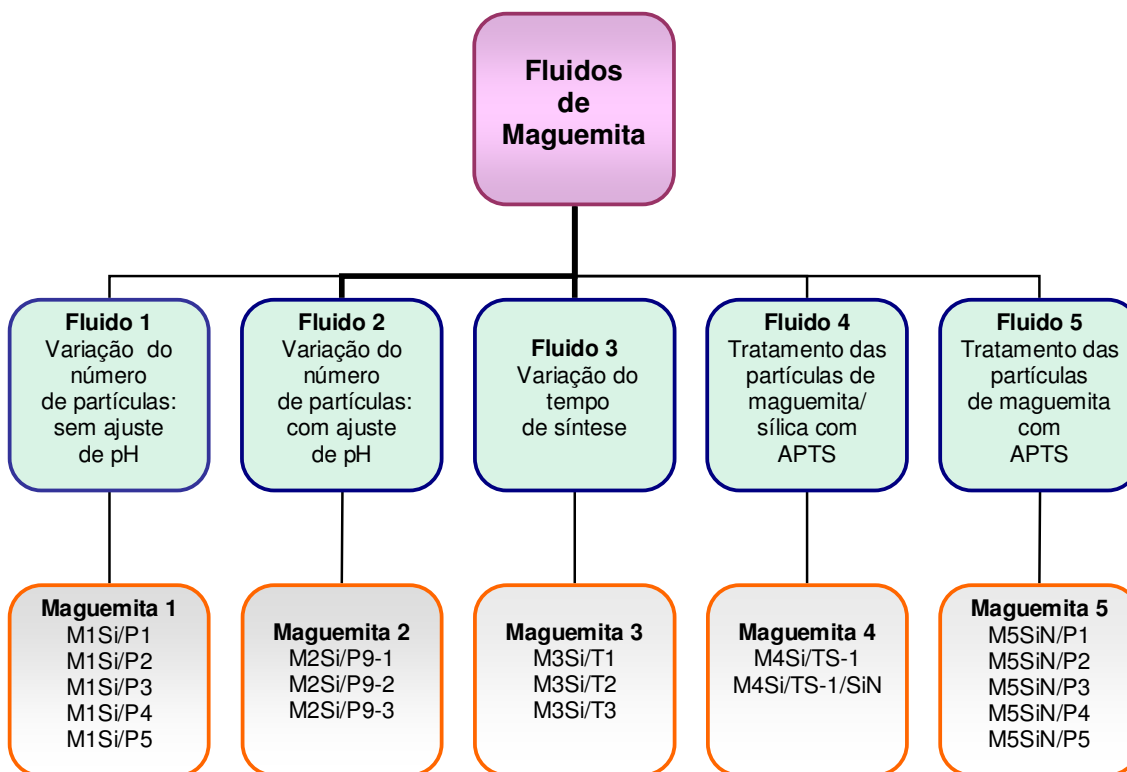 Fluidos
de
Maguemita
Fluido 1
Variação do
número
de partículas:
sem ajuste
de pH
Fluido 2
Variação do
número
de partículas:
com ajuste
de pH
Fluido 3
Variação do
tempo
de síntese
Fluido 4
Tratamento das
partículas de
maguemita/
sílica com
APTS
Fluido 5
Tratamento das
partículas
de maguemita
com
APTS
Maguemita 1
M1Si/P1
M1Si/P2
M1Si/P3
M1Si/P4
M1Si/P5
Maguemita 2
M2Si/P9-1
M2Si/P9-2
M2Si/P9-3
Maguemita 3
M3Si/T1
M3Si/T2
M3Si/T3
Maguemita 4
M4Si/TS-1
M4Si/TS-1/SiN
Maguemita 5
M5SiN/P1
M5SiN/P2
M5SiN/P3
M5SiN/P4
M5SiN/P5